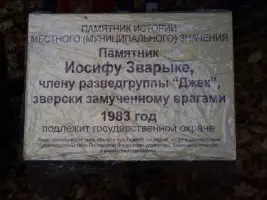 ПАМЯТНИК ИСТОРИИ
МЕСТНОГО (МУНИЦИПАЛЬНОГО) ЗНАЧЕНИЯ
Памятник
Иосифу Зварыке,
члену разведгруппы "Джек",
зверски замученному врагами
1983 год
подлежит государственной охране